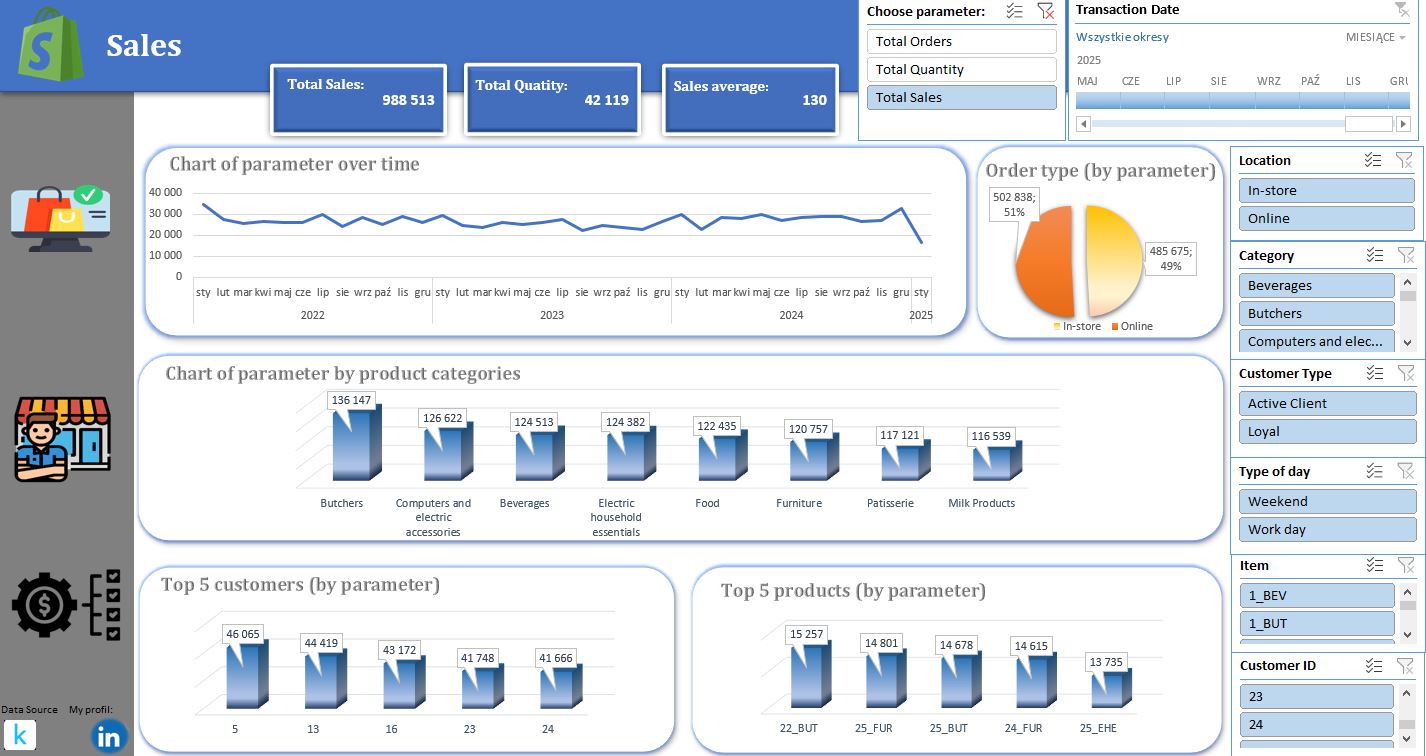 Sales
Total Sales:
988 513
Total Quatity:
42 119
Sales average:
130
Choose parameter:
Total Orders
Total Quantity
Total Sales
Transaction Date
Wszystkie okresy
MIESIĄCE
2025
MAJ CZE LIP SIE WRZ PAŹ LIS GRU
Chart of parameter over time
40 000
30 000
20 000
10 000
0
sty lut mar kwi maj cze lip sie wrz paź lis gru sty lut mar kwi maj cze lip sie wrz paź lis gru sty lut mar kwi maj cze lip sie wrz paź lis gru sty
2022 2023 2024 2025
Order type (by parameter)
502 838;
51%
485 675;
49%
In-store Online
Location
In-store
Online
Category
Beverages
Butchers
Computers and elec...
Chart of parameter by product categories
136 147
126 622
124 513
124 382
122 435
120 757
117 121
116 539
Butchers
Computers and
electric
accessories
Beverages
Electric
household
essentials
Food
Furniture
Patisserie
Milk Products
Customer Type
Active Client
Loyal
Type of day
Weekend
Work day
Top 5 customers (by parameter)
46 065
44 419
43 172
41 748
41 666
5 13 16 23 24
Top 5 products (by parameter)
15 257
14 801
14 678
14 615
13 735
22_BUT 25_FUR 25_BUT 24_FUR 25_EHE
Item
1_BEV
1_BUT
Customer ID
23
24
Data Source
My profil:
k
in
S